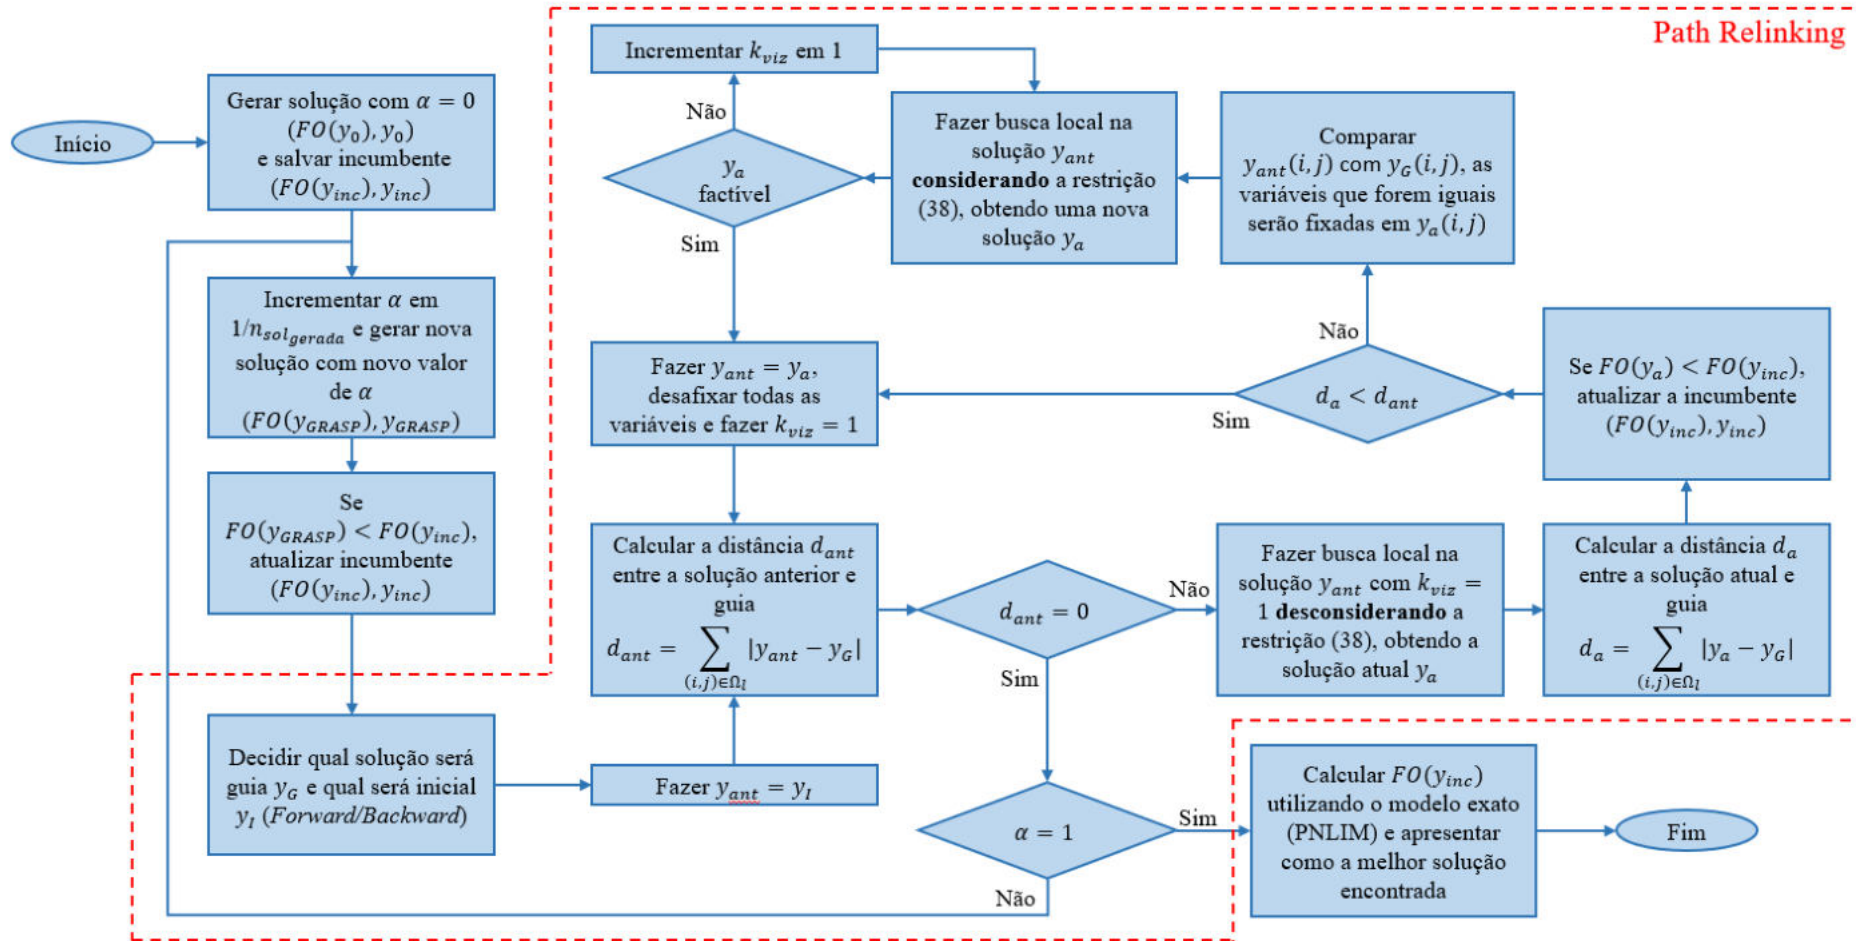 Path Relinking
Início
Gerar solução com α = 0
(FO(y₀), y₀)
e salvar incumbente
(FO(y_inc), y_inc)
Incrementar α em
1/n_sol_gerada e gerar nova
solução com novo valor
de α
(FO(y_GRASP), y_GRASP)
Se
FO(y_GRASP) < FO(y_inc),
atualizar incumbente
(FO(y_inc), y_inc)
Decidir qual solução será
guia y_G e qual será inicial
y_I (Forward/Backward)
Fazer y_ant = y_I
Calcular a distância d_ant
entre a solução anterior e
guia
d_ant = ∑ |y_ant − y_G|
(i,j)∈Ω_l
d_ant = 0
Não
Sim
Fazer busca local na
solução y_ant com k_viz =
1 desconsiderando a
restrição (38), obtendo a
solução atual y_a
Calcular a distância d_a
entre a solução atual e
guia
d_a = ∑ |y_a − y_G|
(i,j)∈Ω_l
Se FO(y_a) < FO(y_inc),
atualizar a incumbente
(FO(y_inc), y_inc)
d_a < d_ant
Não
Sim
Comparar
y_ant(i,j) com y_G(i,j), as
variáveis que forem iguais
serão fixadas em y_a(i,j)
Fazer busca local na
solução y_ant
considerando a restrição
(38), obtendo uma nova
solução y_a
y_a
factível
Não
Sim
Incrementar k_viz em 1
Fazer y_ant = y_a,
desafixar todas as
variáveis e fazer k_viz = 1
α = 1
Sim
Não
Calcular FO(y_inc)
utilizando o modelo exato
(PNLIM) e apresentar
como a melhor solução
encontrada
Fim